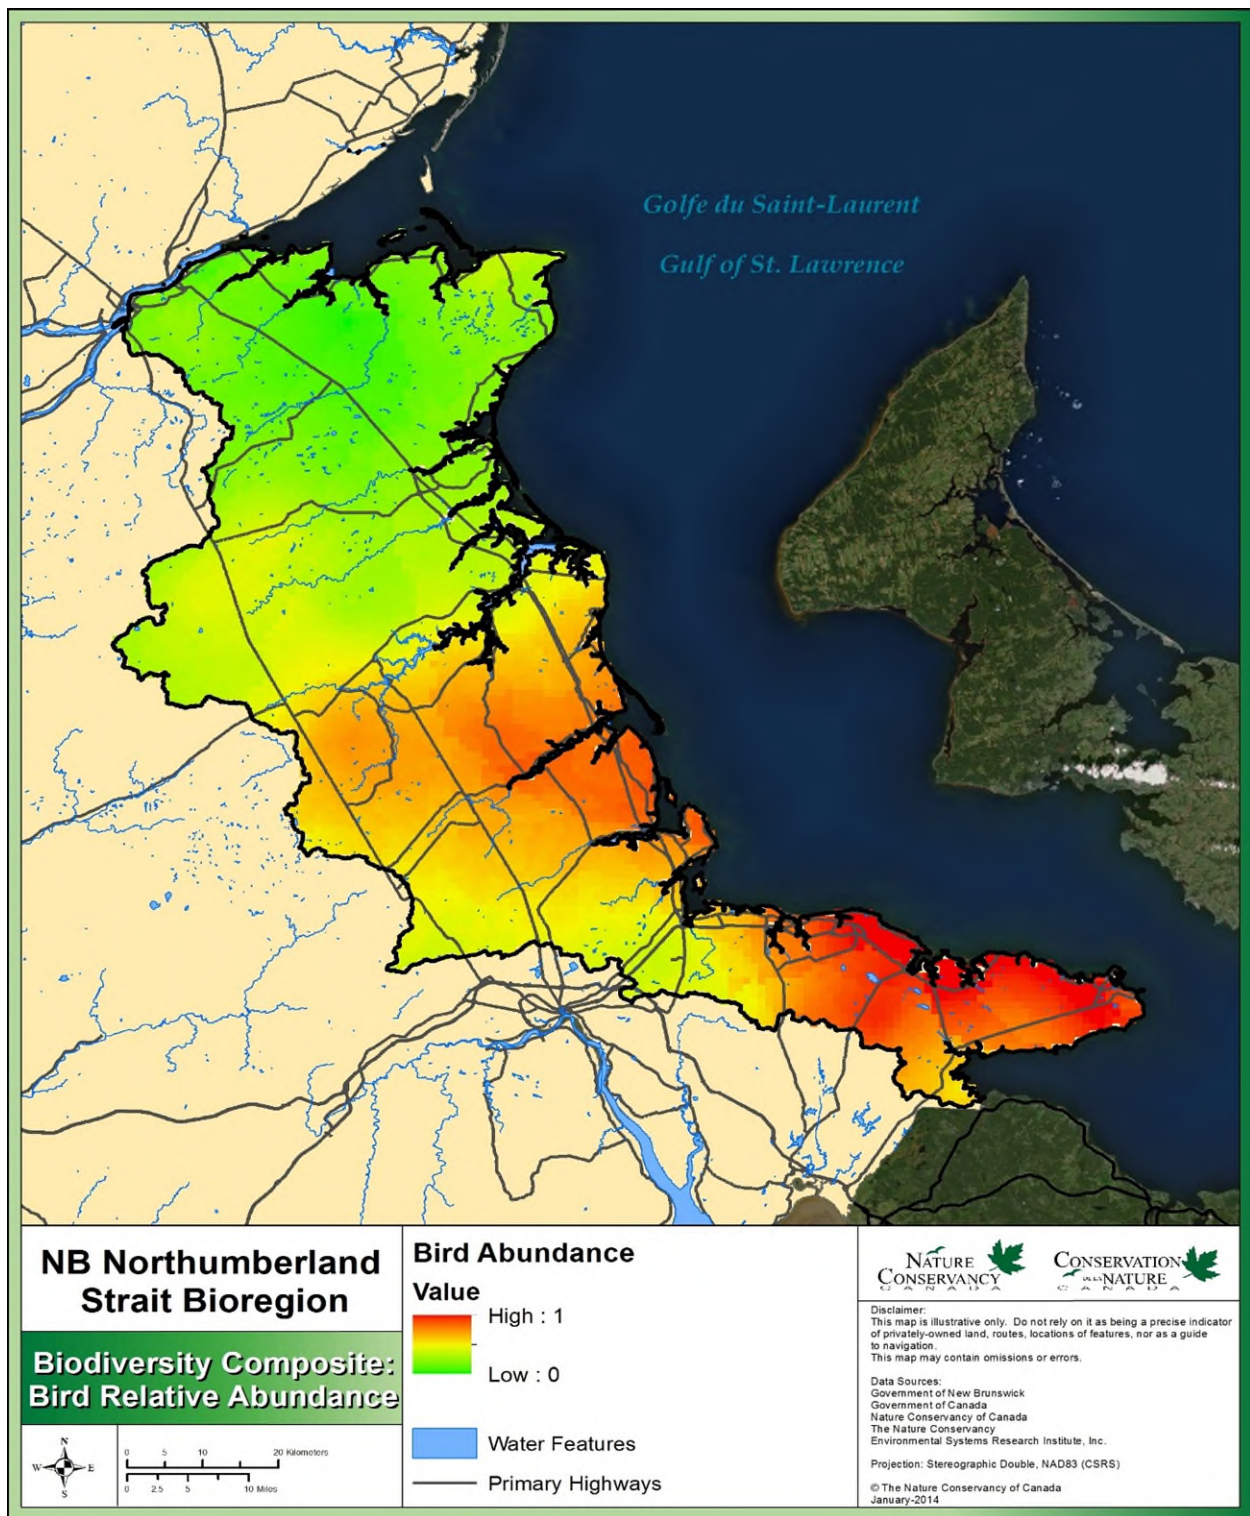 Golfe du Saint-Laurent
Gulf of St. Lawrence
NB Northumberland
Strait Bioregion
Biodiversity Composite:
Bird Relative Abundance
N
W
E
S
0 5 10 20 Kilometers
0 2.5 5 10 Miles
Bird Abundance
Value
High : 1
Low : 0
Water Features
Primary Highways
NATURE
CONSERVANCY
CANADA
CONSERVATION
DE LA NATURE
CANADA
Disclaimer:
This map is illustrative only. Do not rely on it as being a precise indicator
of privately-owned land, routes, locations of features, nor as a guide
to navigation.
This map may contain omissions or errors.
Data Sources:
Government of New Brunswick
Government of Canada
Nature Conservancy of Canada
The Nature Conservancy
Environmental Systems Research Institute, Inc.
Projection: Stereographic Double, NAD83 (CSRS)
© The Nature Conservancy of Canada
January-2014